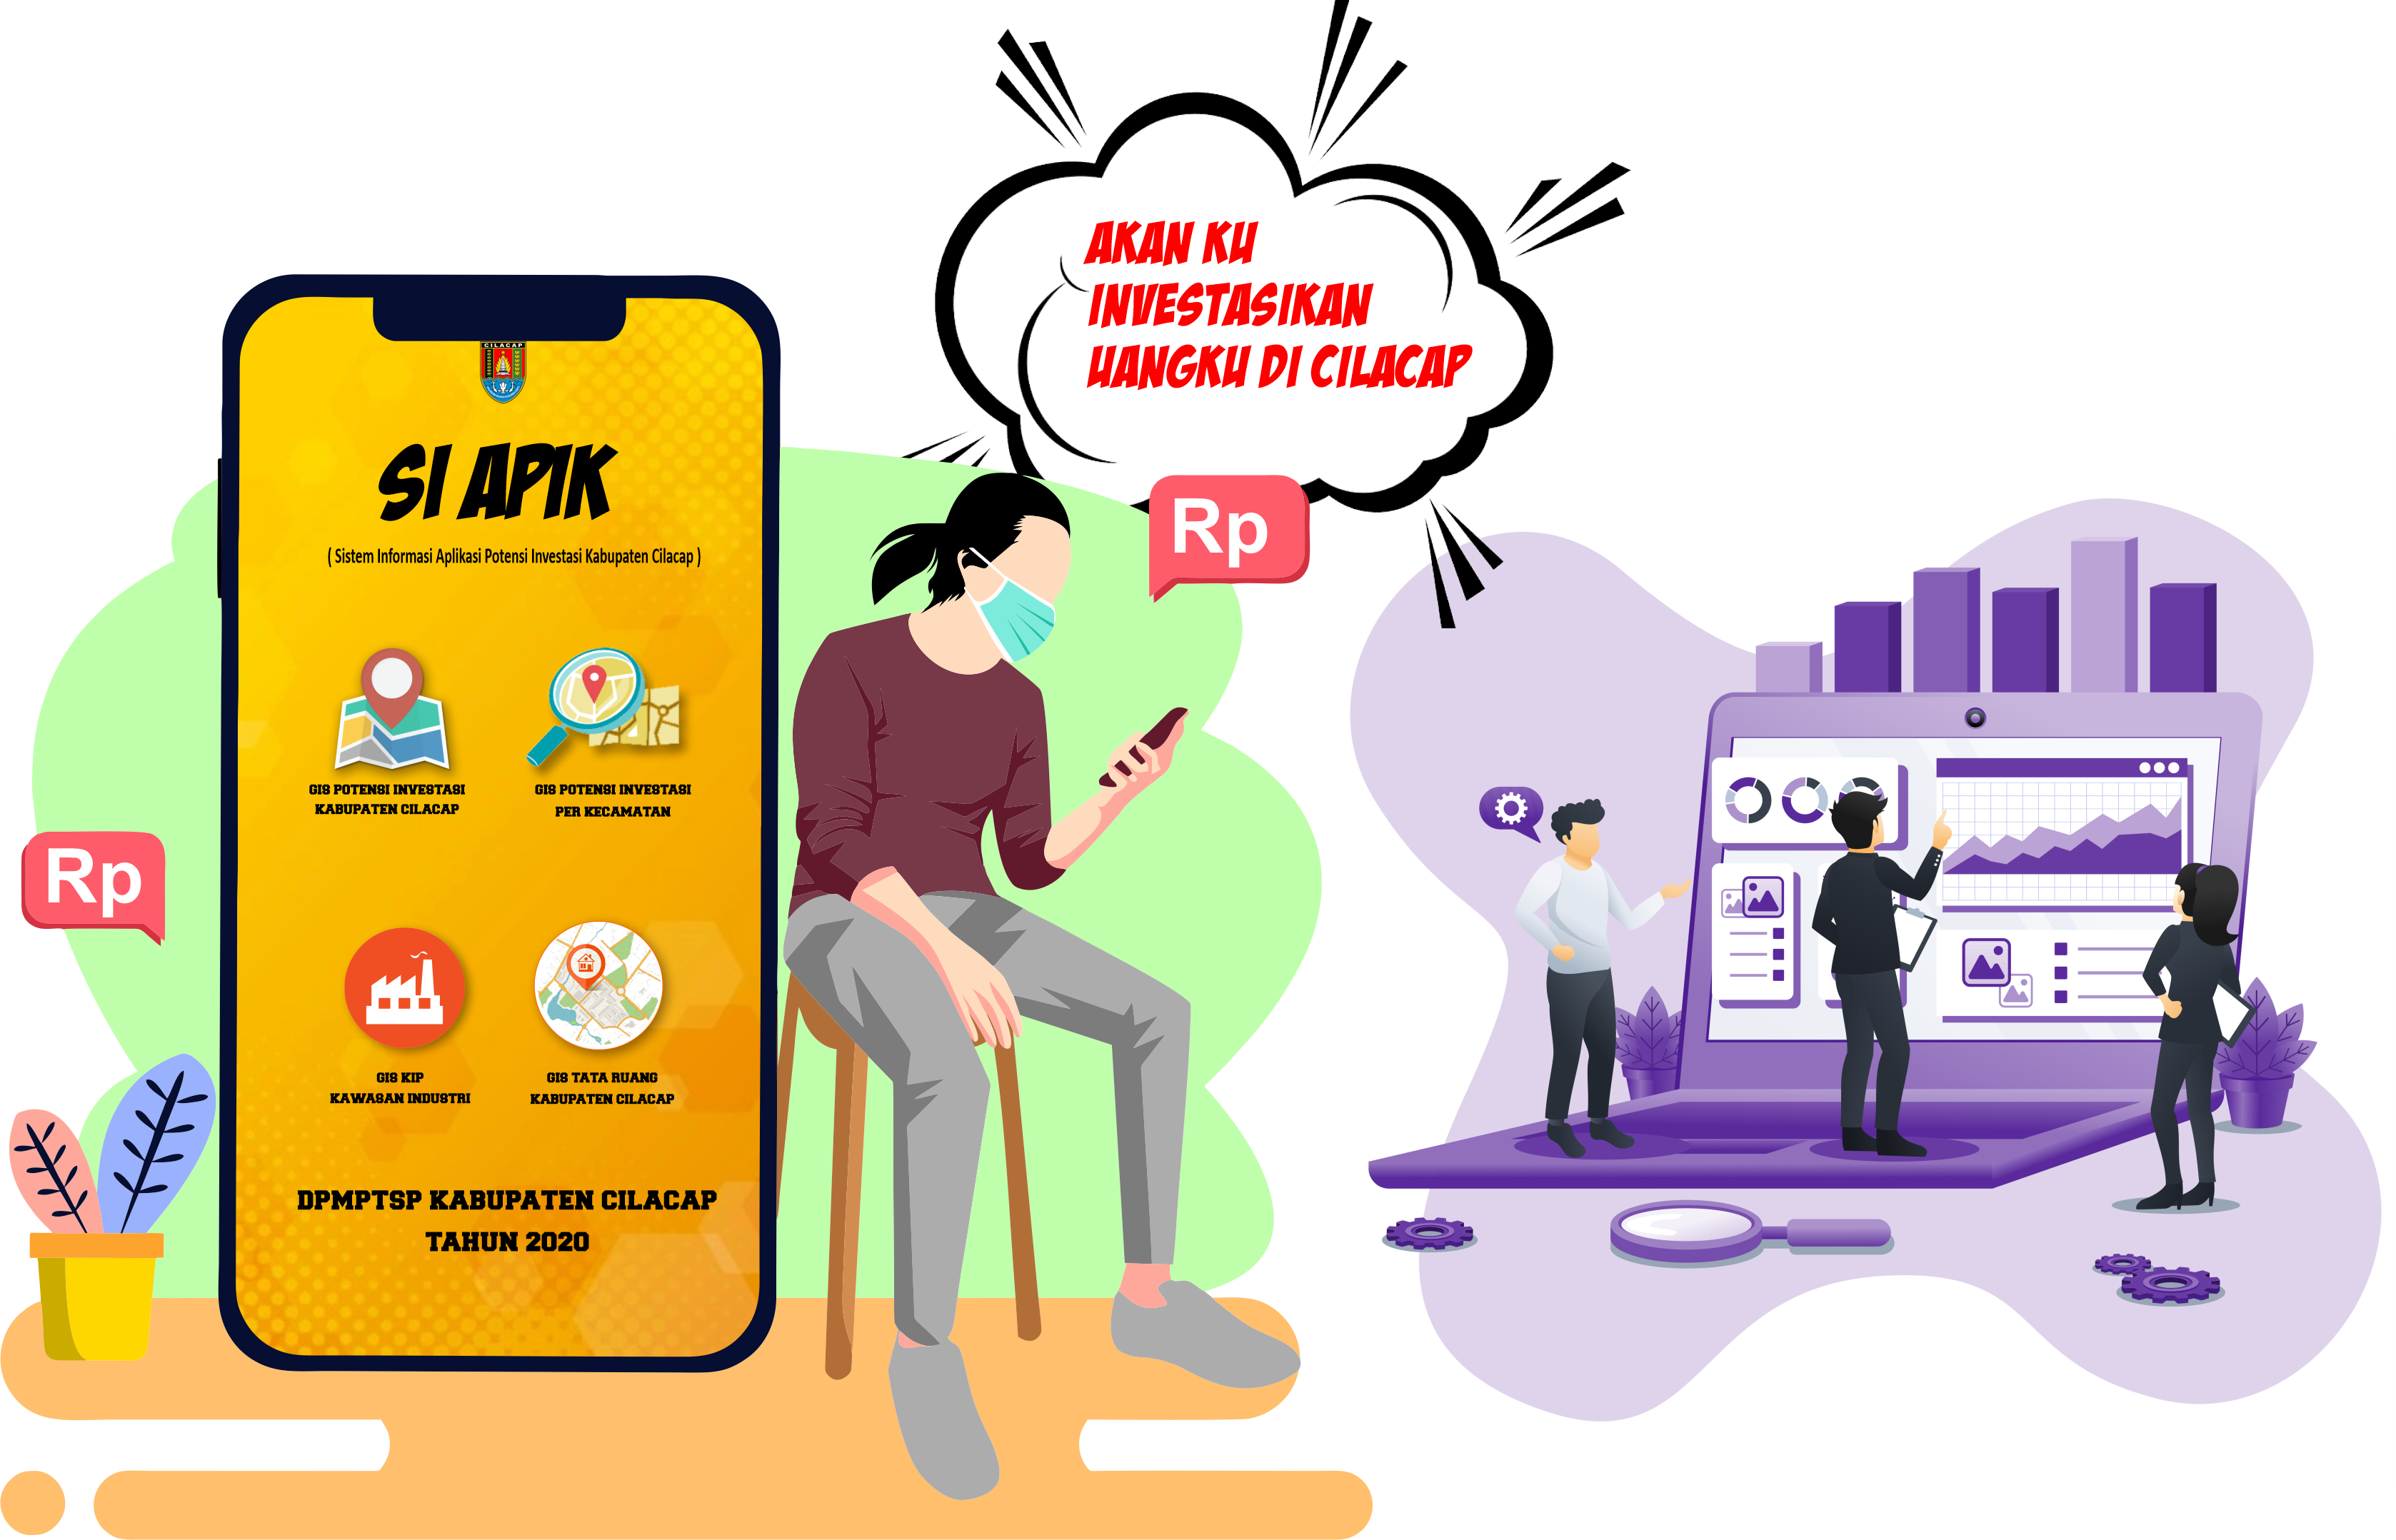 AKAN KU
INVESTASIKAN
UANGKU DI CILACAP
CILACAP
SI APIK
( Sistem Informasi Aplikasi Potensi Investasi Kabupaten Cilacap )
GIS POTENSI INVESTASI
KABUPATEN CILACAP
GIS POTENSI INVESTASI
PER KECAMATAN
GIS KIP
KAWASAN INDUSTRI
GIS TATA RUANG
KABUPATEN CILACAP
DPMPTSP KABUPATEN CILACAP
TAHUN 2020
Rp
Rp